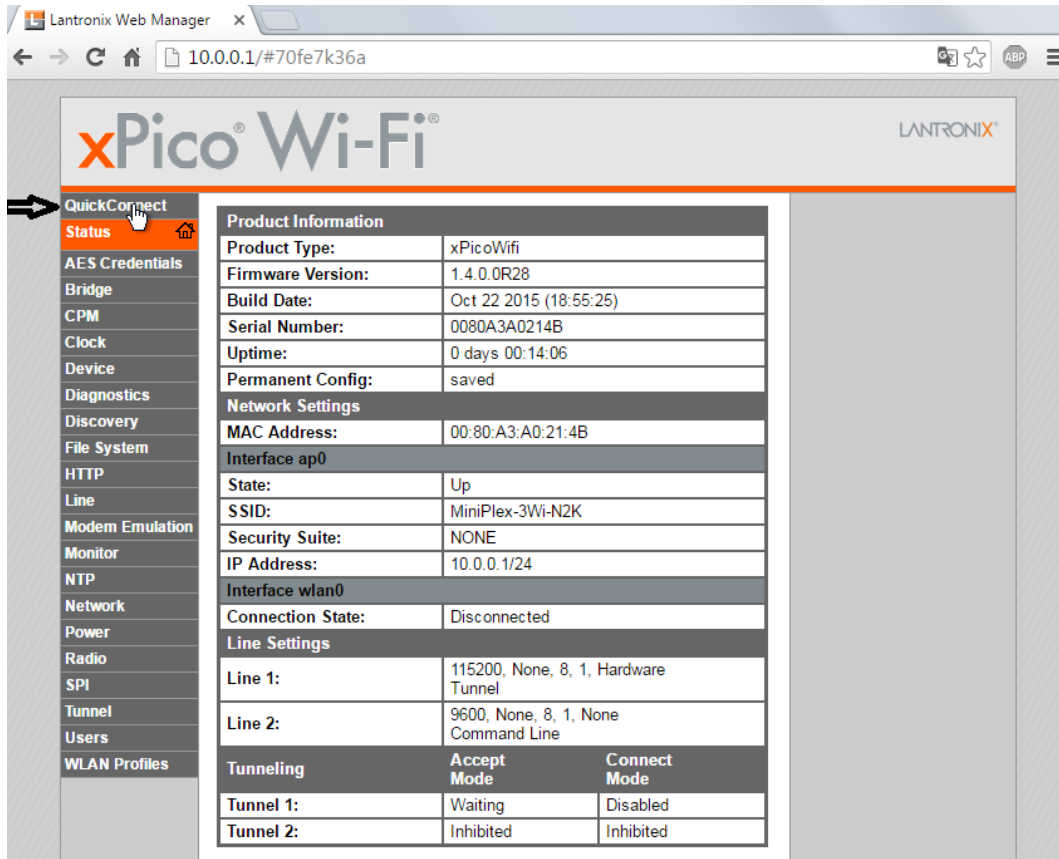 Lantronix Web Manager
10.0.0.1/#70fe7k36a
ABP
xPico® Wi-Fi®
LANTRONIX®
QuickConnect
Status
AES Credentials
Bridge
CPM
Clock
Device
Diagnostics
Discovery
File System
HTTP
Line
Modem Emulation
Monitor
NTP
Network
Power
Radio
SPI
Tunnel
Users
WLAN Profiles
Product Information
Product Type: xPicoWifi
Firmware Version: 1.4.0.0R28
Build Date: Oct 22 2015 (18:55:25)
Serial Number: 0080A3A0214B
Uptime: 0 days 00:14:06
Permanent Config: saved
Network Settings
MAC Address: 00:80:A3:A0:21:4B
Interface ap0
State: Up
SSID: MiniPlex-3Wi-N2K
Security Suite: NONE
IP Address: 10.0.0.1/24
Interface wlan0
Connection State: Disconnected
Line Settings
Line 1: 115200, None, 8, 1, Hardware
Tunnel
Line 2: 9600, None, 8, 1, None
Command Line
Tunneling Accept Mode Connect Mode
Tunnel 1: Waiting Disabled
Tunnel 2: Inhibited Inhibited